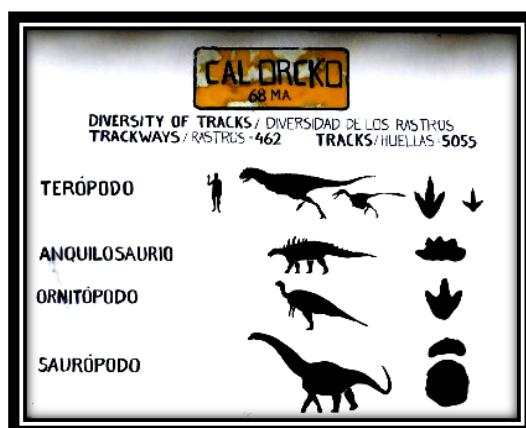 CAL ORCKO
68 MA
DIVERSITY OF TRACKS / DIVERSIDAD DE LOS RASTROS
TRACKWAYS / RASTROS - 462 TRACKS / HUELLAS - 5055
TERÓPODO
ANQUILOSAURIO
ORNITÓPODO
SAURÓPODO